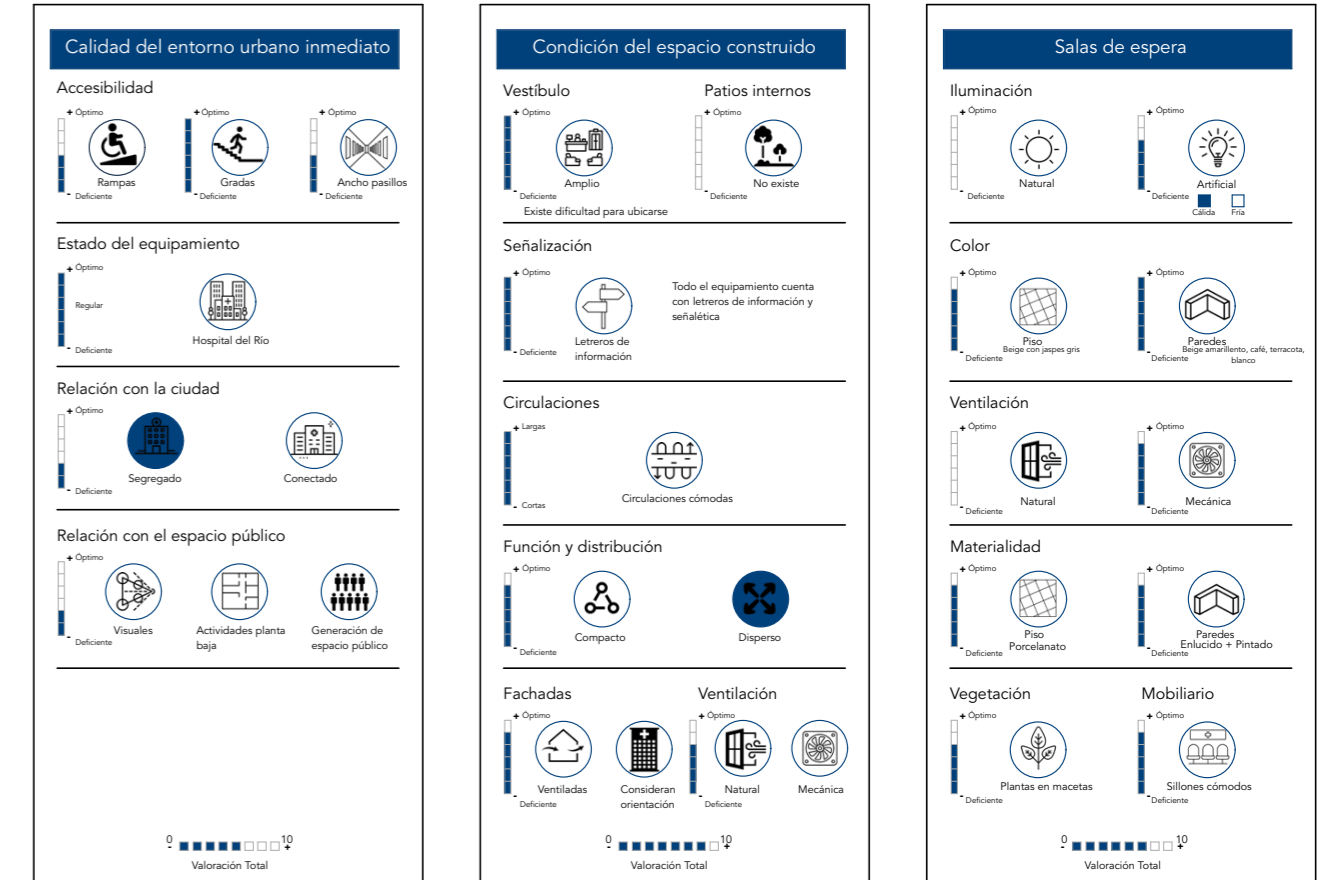 Calidad del entorno urbano inmediato
Accesibilidad
+ Óptimo
+ Óptimo
+ Óptimo
Rampas
Gradas
Ancho pasillos
- Deficiente
- Deficiente
- Deficiente
Estado del equipamiento
+ Óptimo
Regular
Hospital del Río
- Deficiente
Relación con la ciudad
+ Óptimo
Segregado
Conectado
- Deficiente
Relación con el espacio público
+ Óptimo
Visuales
Actividades planta
baja
Generación de
espacio público
- Deficiente
0
10
- +
Valoración Total
Condición del espacio construido
Vestíbulo
Patios internos
+ Óptimo
+ Óptimo
Amplio
No existe
- Deficiente
- Deficiente
Existe dificultad para ubicarse
Señalización
+ Óptimo
Todo el equipamiento cuenta
con letreros de información y
señalética
Letreros de
información
- Deficiente
Circulaciones
+ Largas
Circulaciones cómodas
- Cortas
Función y distribución
+ Óptimo
Compacto
Disperso
- Deficiente
Fachadas
Ventilación
+ Óptimo
+ Óptimo
Ventiladas
Consideran
orientación
Natural
Mecánica
- Deficiente
- Deficiente
0
10
- +
Valoración Total
Salas de espera
Iluminación
+ Óptimo
+ Óptimo
Natural
Artificial
- Deficiente
- Deficiente
Cálida
Fría
Color
+ Óptimo
+ Óptimo
Piso
Beige con jaspes gris
Paredes
Beige amarillento, café, terracota,
blanco
- Deficiente
- Deficiente
Ventilación
+ Óptimo
+ Óptimo
Natural
Mecánica
- Deficiente
- Deficiente
Materialidad
+ Óptimo
+ Óptimo
Piso
Porcelanato
Paredes
Enlucido + Pintado
- Deficiente
- Deficiente
Vegetación
Mobiliario
+ Óptimo
+ Óptimo
Plantas en macetas
Sillones cómodos
- Deficiente
- Deficiente
0
10
- +
Valoración Total